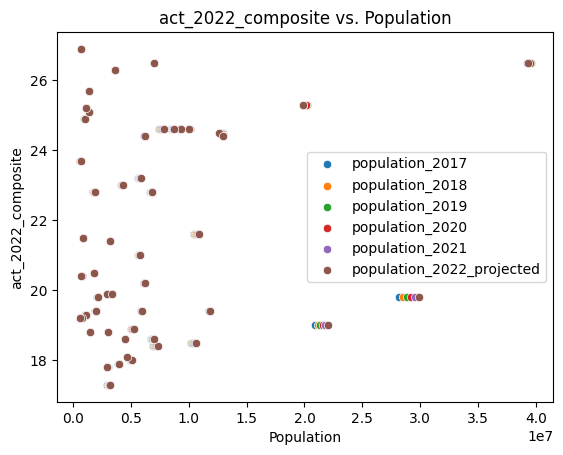 act_2022_composite vs. Population
26
24
22
20
18
act_2022_composite
population_2017
population_2018
population_2019
population_2020
population_2021
population_2022_projected
0.0 0.5 1.0 1.5 2.0 2.5 3.0 3.5 4.0
1e7
Population